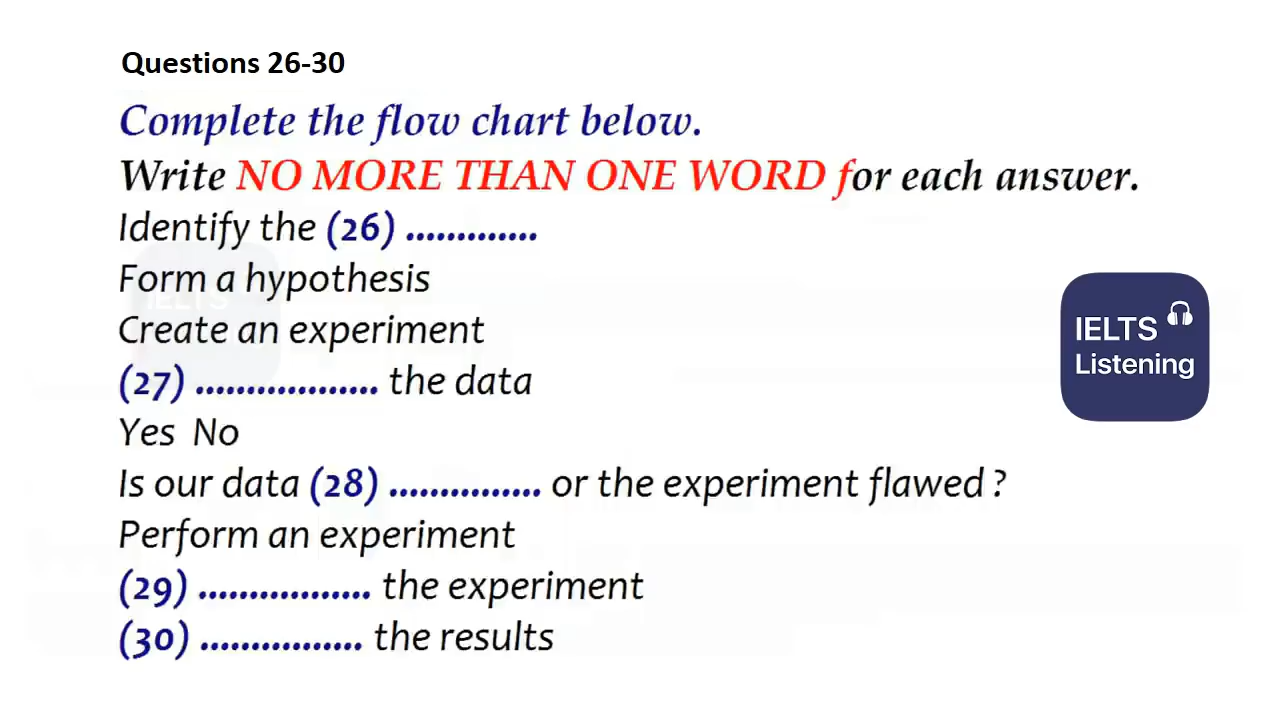 Questions 26-30
Complete the flow chart below.
Write NO MORE THAN ONE WORD for each answer.
Identify the (26) .............
Form a hypothesis
Create an experiment
(27) .................. the data
Yes No
Is our data (28) ............... or the experiment flawed ?
Perform an experiment
(29) ................. the experiment
(30) ................ the results
IELTS
Listening